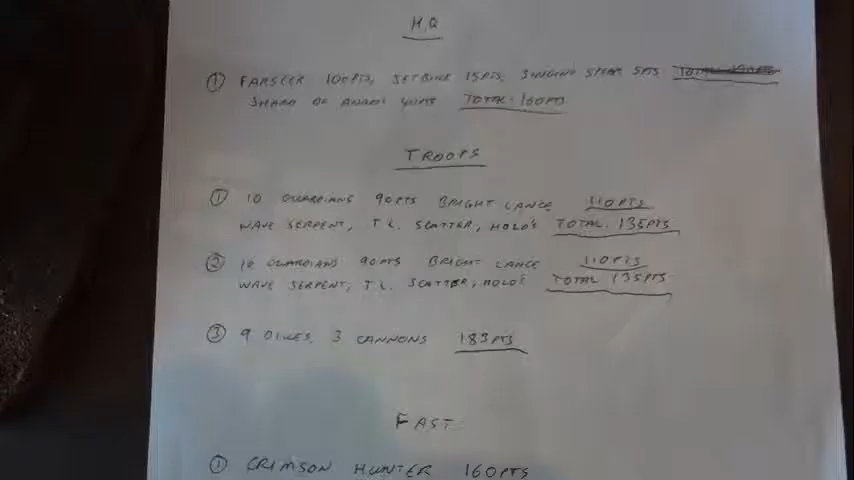 H.Q
① FARSEER 100PTS, JETBIKE 15PTS, SINGING SPEAR 5PTS
SHARD OF ANARIS 40PTS TOTAL 160PTS
TROOPS
① 10 GUARDIANS 90PTS BRIGHT LANCE 110PTS
WAVE SERPENT, T.L. SCATTER, HOLO'S TOTAL 135PTS
② 10 GUARDIANS 90PTS BRIGHT LANCE 110PTS
WAVE SERPENT, T.L. SCATTER, HOLO'S TOTAL 135PTS
③ 9 BIKES, 3 CANNONS 183PTS
FAST
① CRIMSON HUNTER 160PTS